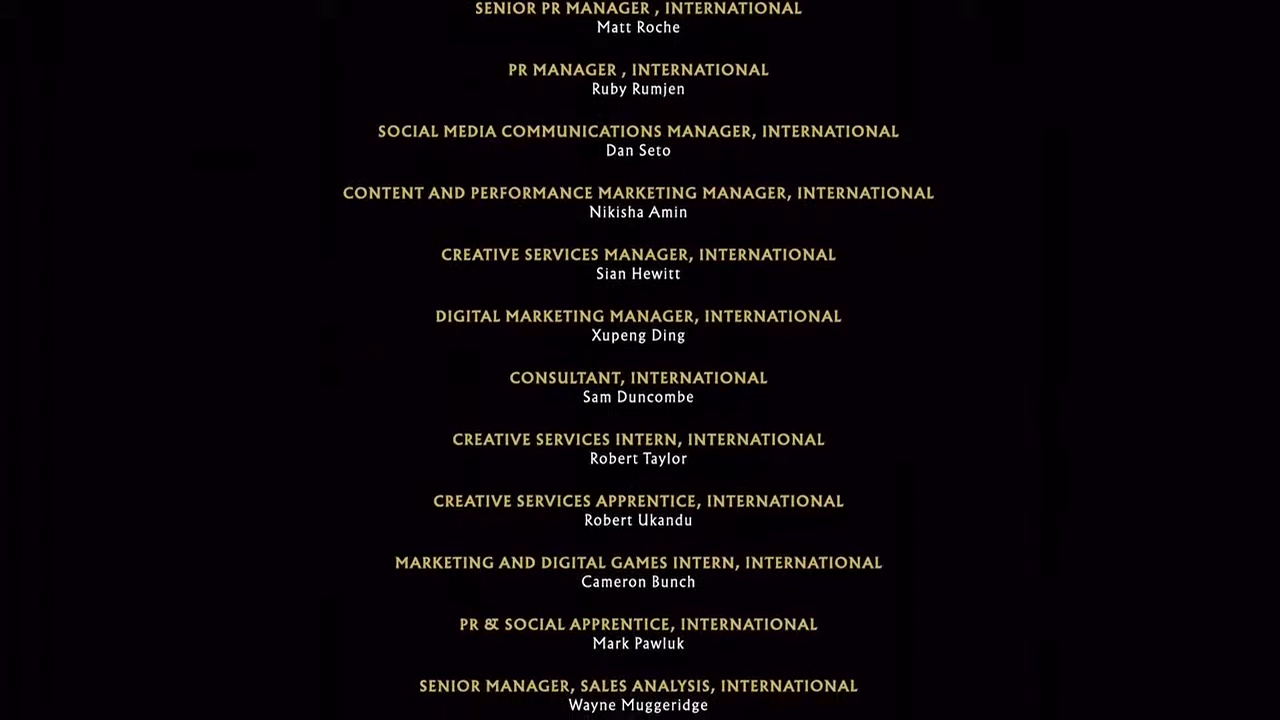 SENIOR PR MANAGER , INTERNATIONAL
Matt Roche
PR MANAGER , INTERNATIONAL
Ruby Rumjen
SOCIAL MEDIA COMMUNICATIONS MANAGER, INTERNATIONAL
Dan Seto
CONTENT AND PERFORMANCE MARKETING MANAGER, INTERNATIONAL
Nikisha Amin
CREATIVE SERVICES MANAGER, INTERNATIONAL
Sian Hewitt
DIGITAL MARKETING MANAGER, INTERNATIONAL
Xupeng Ding
CONSULTANT, INTERNATIONAL
Sam Duncombe
CREATIVE SERVICES INTERN, INTERNATIONAL
Robert Taylor
CREATIVE SERVICES APPRENTICE, INTERNATIONAL
Robert Ukandu
MARKETING AND DIGITAL GAMES INTERN, INTERNATIONAL
Cameron Bunch
PR & SOCIAL APPRENTICE, INTERNATIONAL
Mark Pawluk
SENIOR MANAGER, SALES ANALYSIS, INTERNATIONAL
Wayne Muggeridge